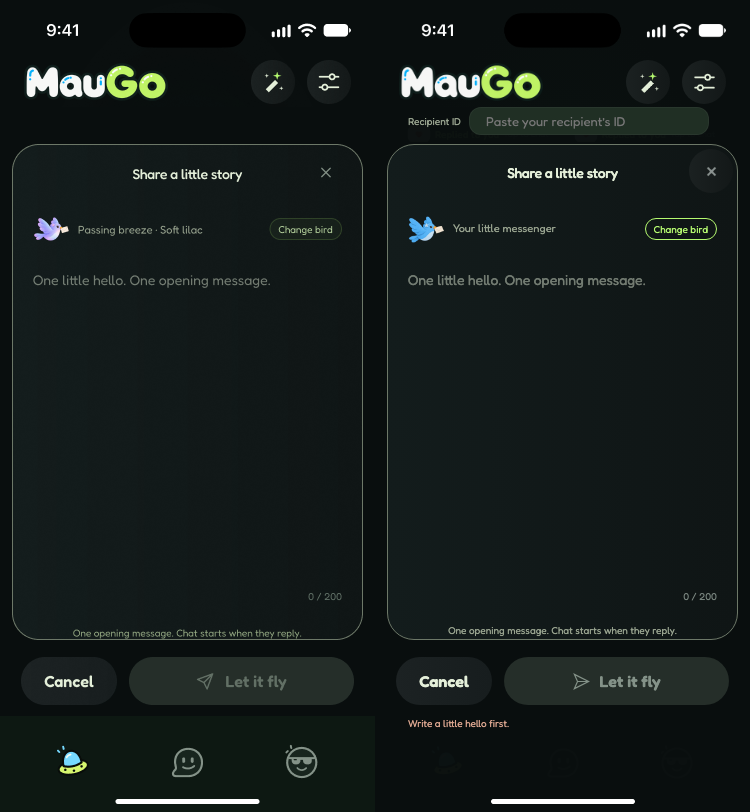 9:41
MauGo
Share a little story
Passing breeze · Soft lilac
Change bird
One little hello. One opening message.
0 / 200
One opening message. Chat starts when they reply.
Cancel
Let it fly
9:41
MauGo
Recipient ID
Paste your recipient's ID
Share a little story
Your little messenger
Change bird
One little hello. One opening message.
0 / 200
One opening message. Chat starts when they reply.
Cancel
Let it fly
Write a little hello first.